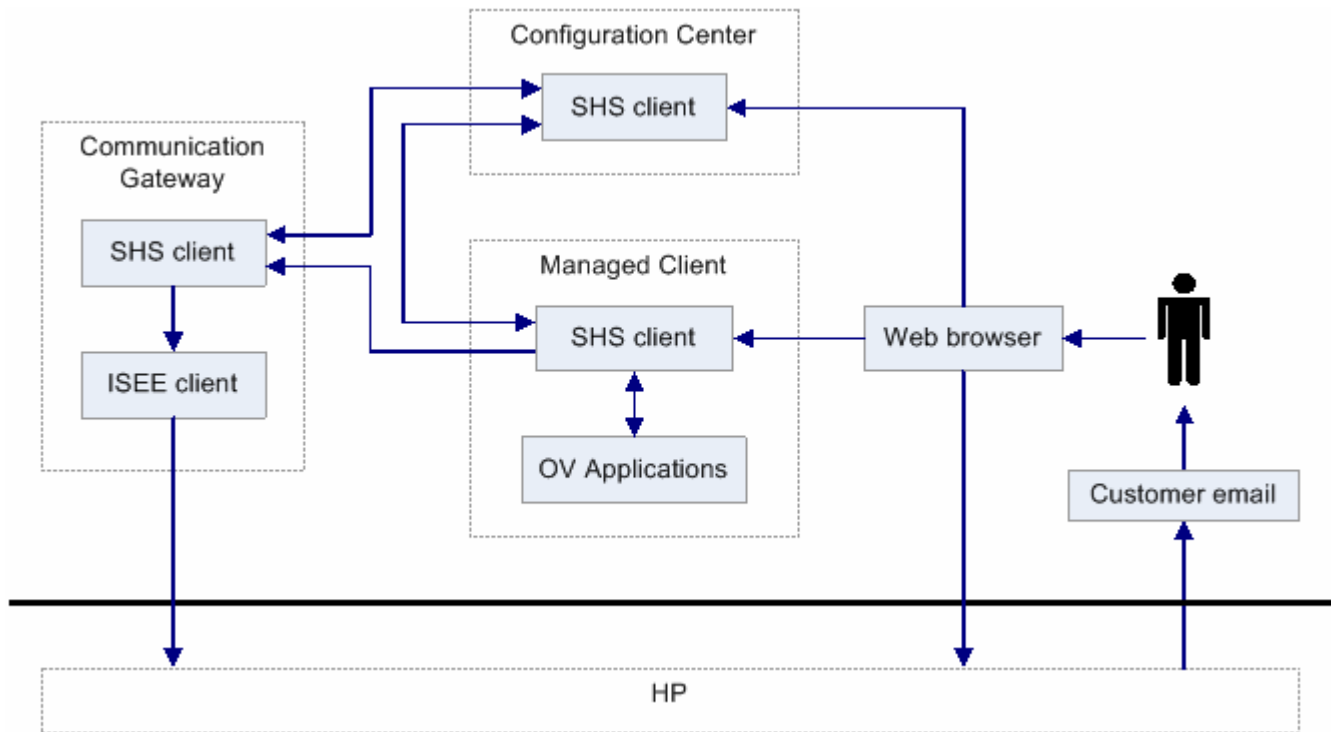 Configuration Center
SHS client
Communication
Gateway
SHS client
ISEE client
Managed Client
SHS client
OV Applications
Web browser
Customer email
HP